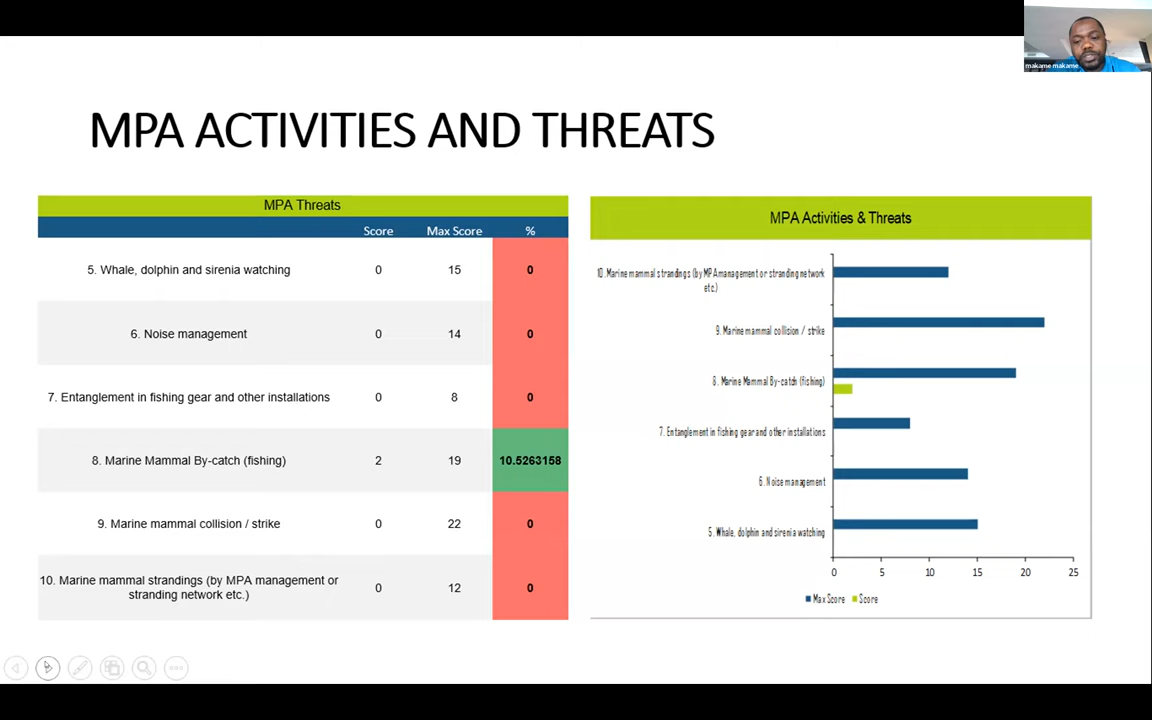 makame makame
MPA ACTIVITIES AND THREATS
MPA Threats
Score Max Score %
5. Whale, dolphin and sirenia watching 0 15 0
6. Noise management 0 14 0
7. Entanglement in fishing gear and other installations 0 8 0
8. Marine Mammal By-catch (fishing) 2 19 10.5263158
9. Marine mammal collision / strike 0 22 0
10. Marine mammal strandings (by MPA management or
stranding network etc.) 0 12 0
MPA Activities & Threats
10. Marine mammal strandings (by MPA management or stranding network
etc.)
9. Marine mammal collision / strike
8. Marine Mammal By-catch (fishing)
7. Entanglement in fishing gear and other installations
6. Noise management
5. Whale, dolphin and sirenia watching
0 5 10 15 20 25
Max Score Score